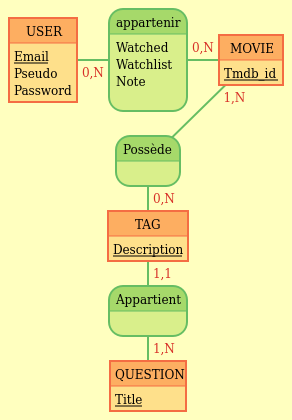 appartenir
USER
Watched
Watchlist
Note
0,N
MOVIE
Email
Pseudo
Password
0,N
Tmdb_id
1,N
Possède
0,N
TAG
Description
1,1
Appartient
1,N
QUESTION
Title